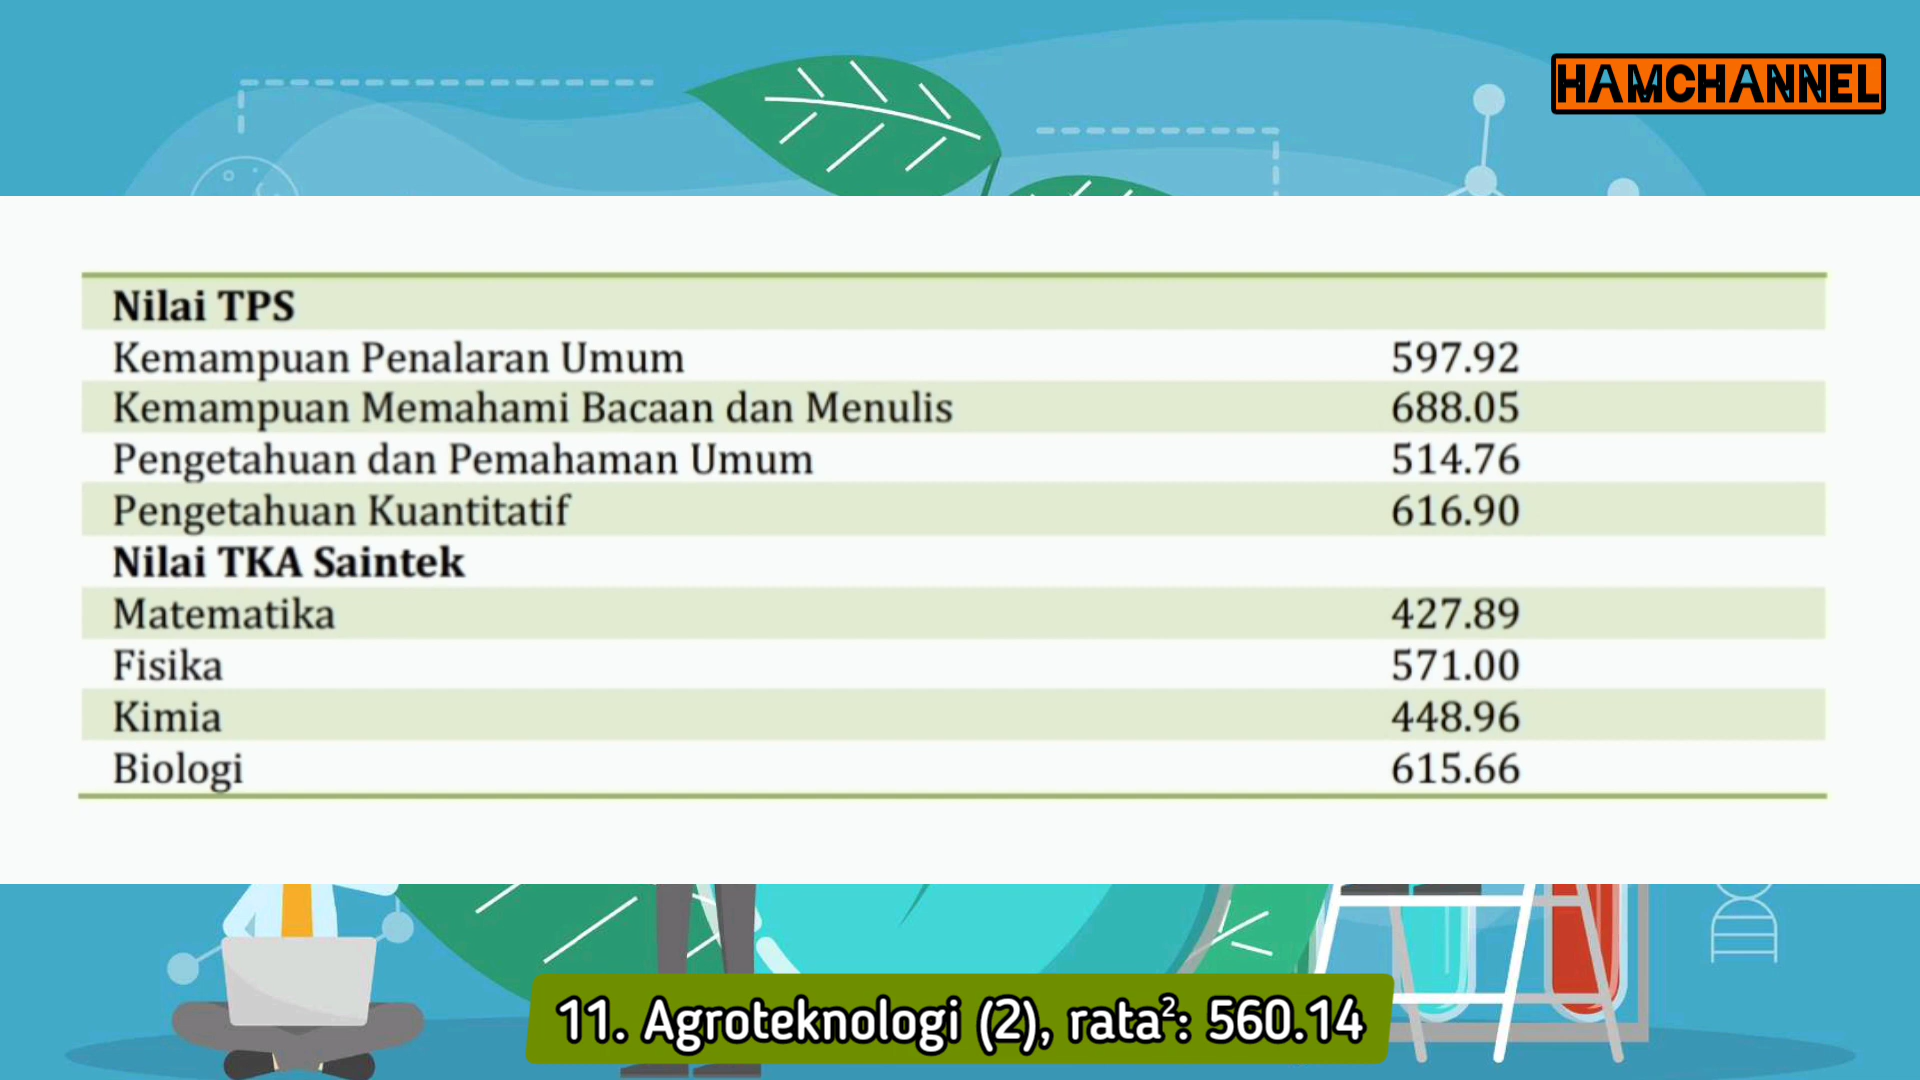 HAMCHANNEL
Nilai TPS
Kemampuan Penalaran Umum 597.92
Kemampuan Memahami Bacaan dan Menulis 688.05
Pengetahuan dan Pemahaman Umum 514.76
Pengetahuan Kuantitatif 616.90
Nilai TKA Saintek
Matematika 427.89
Fisika 571.00
Kimia 448.96
Biologi 615.66
11. Agroteknologi (2), rata²: 560.14